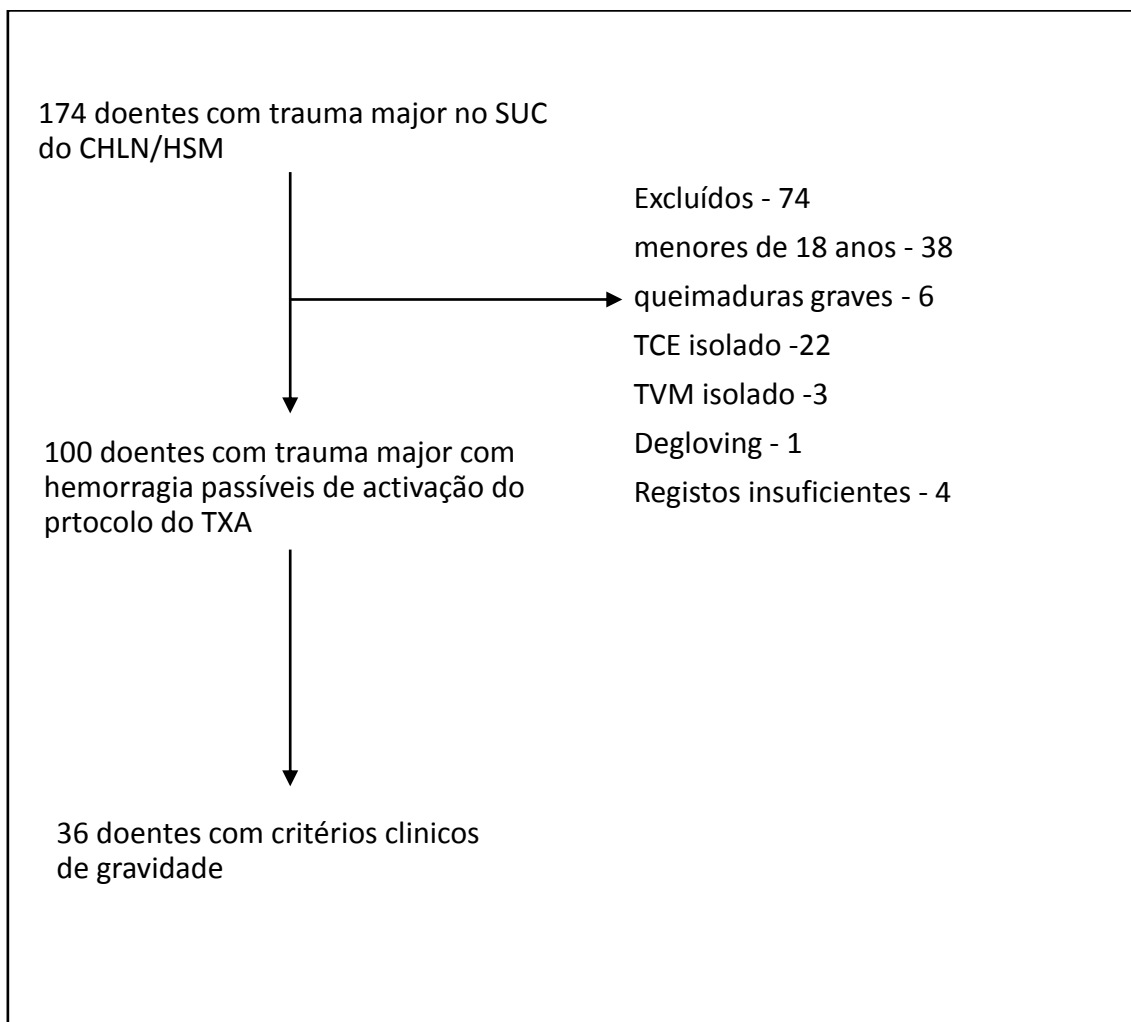 174 doentes com trauma major no SUC
do CHLN/HSM
Excluídos - 74
menores de 18 anos - 38
queimaduras graves - 6
TCE isolado -22
TVM isolado -3
Degloving - 1
Registos insuficientes - 4
100 doentes com trauma major com
hemorragia passíveis de activação do
prtocolo do TXA
36 doentes com critérios clinicos
de gravidade